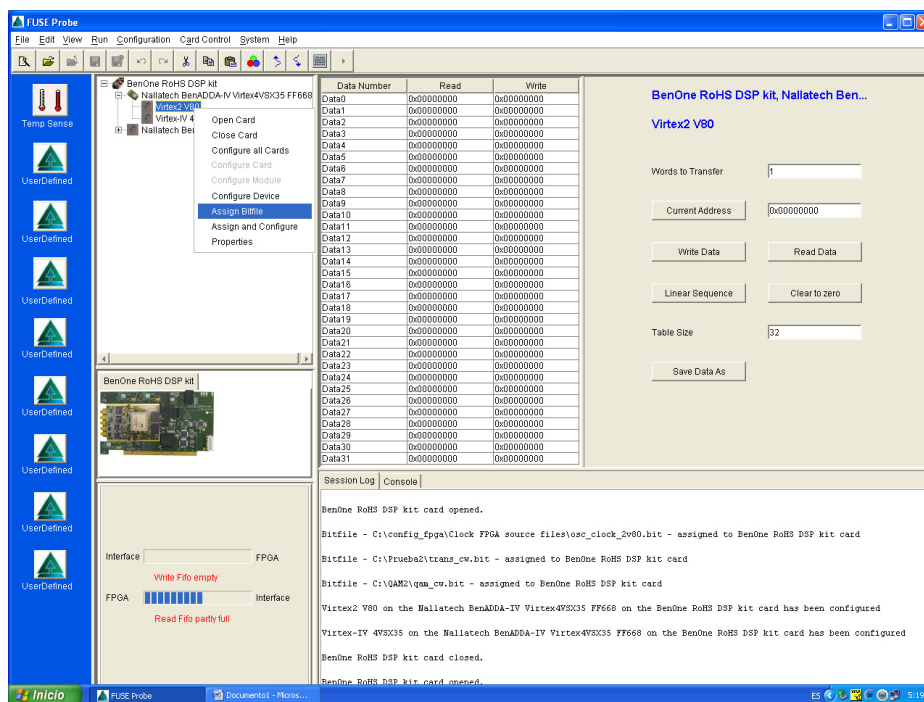 FUSE Probe
File Edit View Run Configuration Card Control System Help
Temp Sense
UserDefined
UserDefined
UserDefined
UserDefined
UserDefined
UserDefined
UserDefined
UserDefined
BenOne RoHS DSP kit
Nallatech BenADDA-IV Virtex4VSX35 FF668
Virtex2 V80
Virtex-IV 4
Nallatech Ben
Open Card
Close Card
Configure all Cards
Configure Card
Configure Module
Configure Device
Assign Bitfile
Assign and Configure
Properties
BenOne RoHS DSP kit
Interface FPGA
Write Fifo empty
FPGA Interface
Read Fifo partly full
Data Number Read Write
Data0 0x00000000 0x00000000
Data1 0x00000000 0x00000000
Data2 0x00000000 0x00000000
Data3 0x00000000 0x00000000
Data4 0x00000000 0x00000000
Data5 0x00000000 0x00000000
Data6 0x00000000 0x00000000
Data7 0x00000000 0x00000000
Data8 0x00000000 0x00000000
Data9 0x00000000 0x00000000
Data10 0x00000000 0x00000000
Data11 0x00000000 0x00000000
Data12 0x00000000 0x00000000
Data13 0x00000000 0x00000000
Data14 0x00000000 0x00000000
Data15 0x00000000 0x00000000
Data16 0x00000000 0x00000000
Data17 0x00000000 0x00000000
Data18 0x00000000 0x00000000
Data19 0x00000000 0x00000000
Data20 0x00000000 0x00000000
Data21 0x00000000 0x00000000
Data22 0x00000000 0x00000000
Data23 0x00000000 0x00000000
Data24 0x00000000 0x00000000
Data25 0x00000000 0x00000000
Data26 0x00000000 0x00000000
Data27 0x00000000 0x00000000
Data28 0x00000000 0x00000000
Data29 0x00000000 0x00000000
Data30 0x00000000 0x00000000
Data31 0x00000000 0x00000000
BenOne RoHS DSP kit, Nallatech Ben...
Virtex2 V80
Words to Transfer 1
Current Address 0x00000000
Write Data Read Data
Linear Sequence Clear to zero
Table Size 32
Save Data As
Session Log Console
BenOne RoHS DSP kit card opened.
Bitfile - C:\config_fpga\Clock FPGA source files\osc_clock_2v80.bit - assigned to BenOne RoHS DSP kit card
Bitfile - C:\Prueba2\trans_cw.bit - assigned to BenOne RoHS DSP kit card
Bitfile - C:\QAM2\qam_cw.bit - assigned to BenOne RoHS DSP kit card
Virtex2 V80 on the Nallatech BenADDA-IV Virtex4VSX35 FF668 on the BenOne RoHS DSP kit card has been configured
Virtex-IV 4VSX35 on the Nallatech BenADDA-IV Virtex4VSX35 FF668 on the BenOne RoHS DSP kit card has been configured
BenOne RoHS DSP kit card closed.
BenOne RoHS DSP kit card opened.
Inicio FUSE Probe Documento1 - Micros... ES 5:19